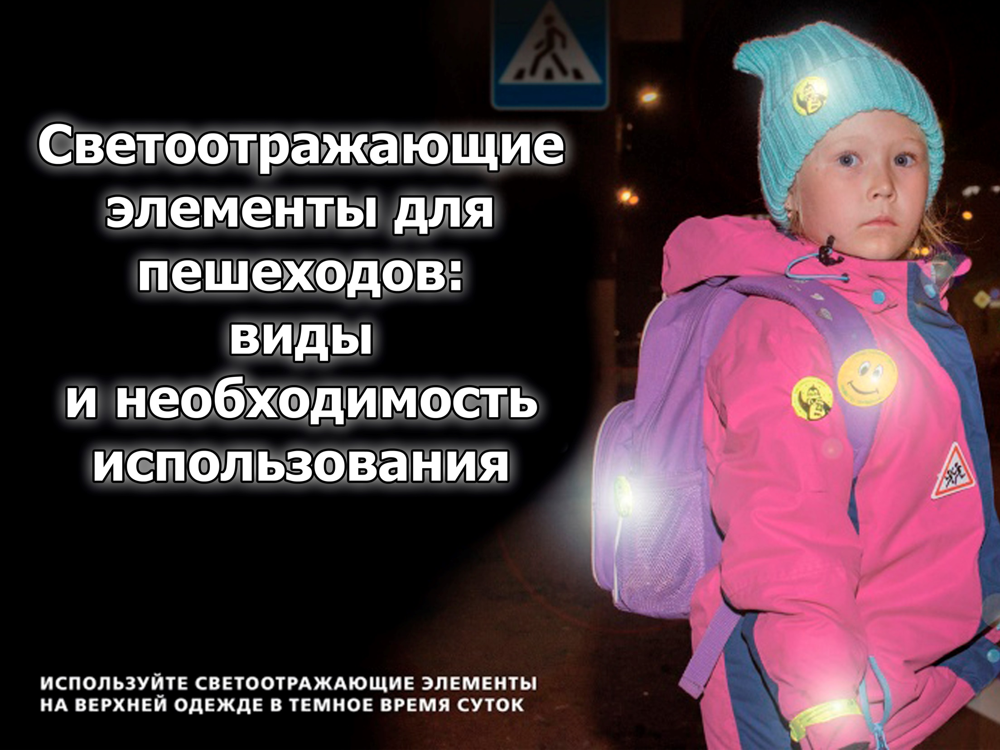 Светоотражающие
элементы для
пешеходов:
виды
и необходимость
использования
ИСПОЛЬЗУЙТЕ СВЕТООТРАЖАЮЩИЕ ЭЛЕМЕНТЫ
НА ВЕРХНЕЙ ОДЕЖДЕ В ТЕМНОЕ ВРЕМЯ СУТОК